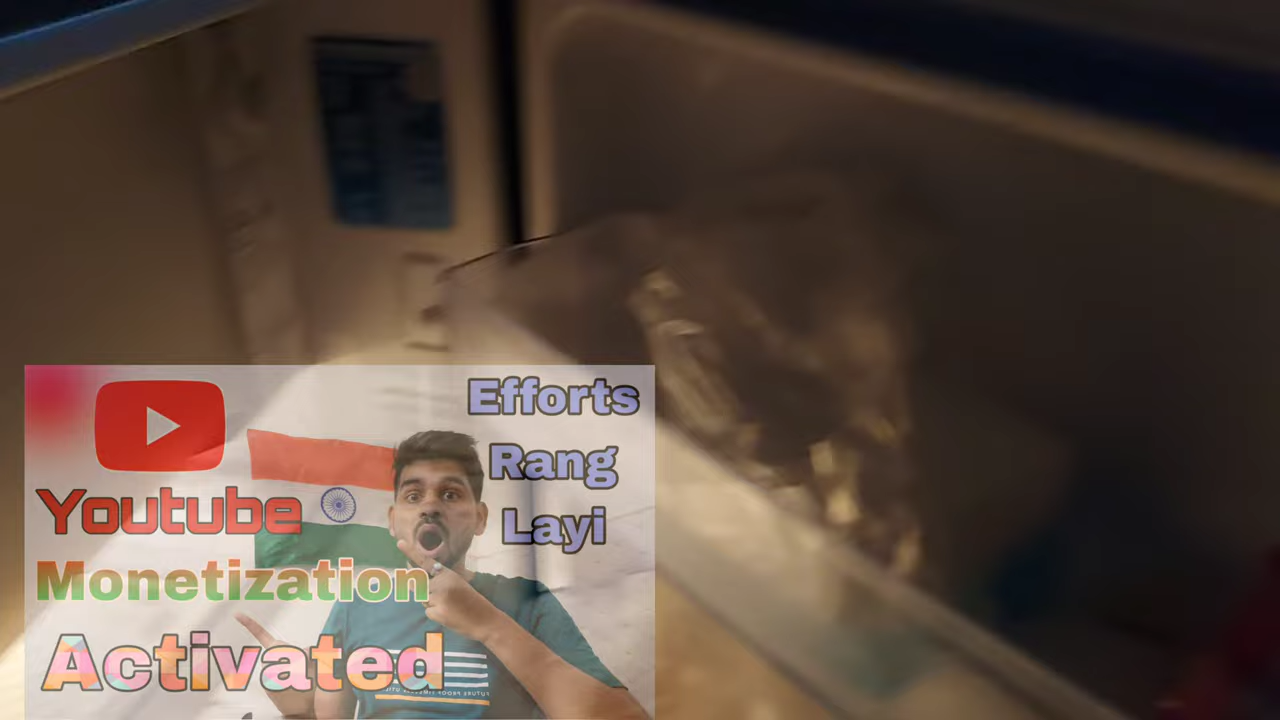 Efforts
Rang
Layi
Youtube
Monetization
Activated